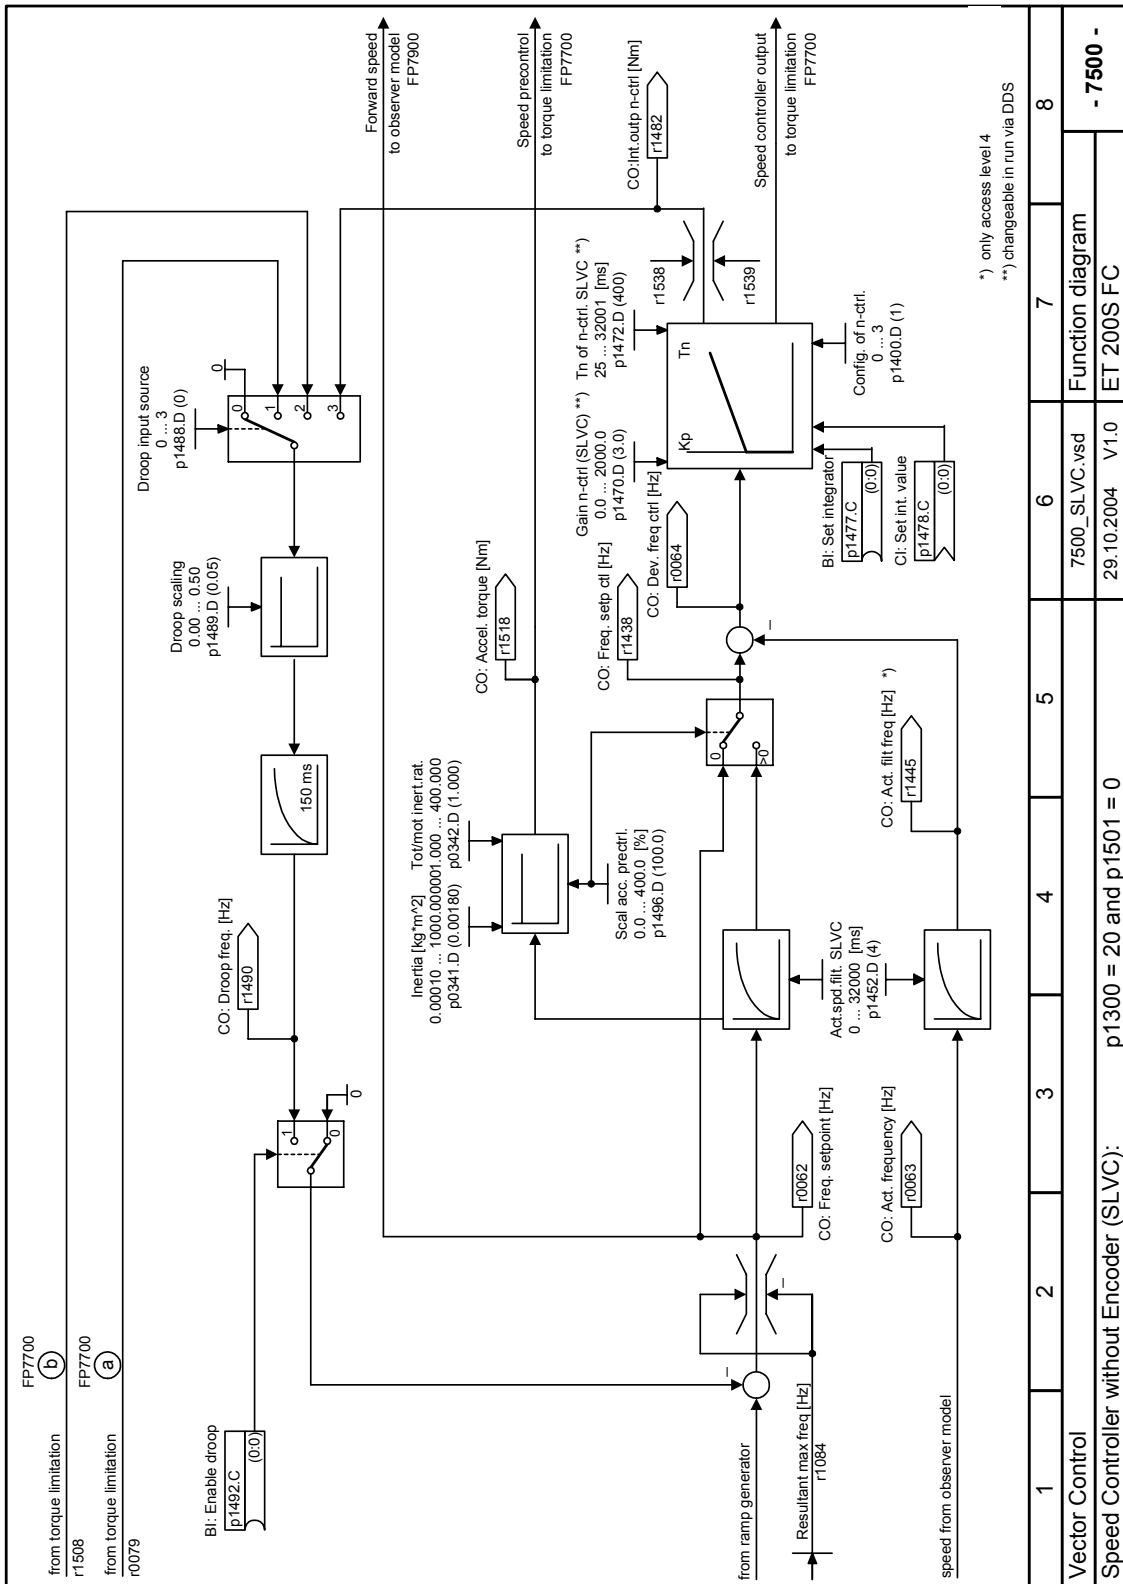 from torque limitation
r1508
FP7700
b
from torque limitation
r0079
FP7700
a
BI: Enable droop
p1492.C
(0:0)
1
0
0
CO: Droop freq. [Hz]
r1490
150 ms
Droop scaling
0.00 ... 0.50
p1489.D (0.05)
Droop input source
0 ... 3
p1488.D (0)
0
0
1
2
3
Forward speed
to observer model
FP7900
Inertia [kg*m^2]
0.00010 ... 1000.00000
p0341.D (0.00180)
Tot/mot inert.rat.
1.000 ... 400.000
p0342.D (1.000)
CO: Accel. torque [Nm]
r1518
Speed precontrol
to torque limitation
FP7700
Scal acc. prectrl.
0.0 ... 400.0 [%]
p1496.D (100.0)
CO: Freq. setp ctl [Hz]
r1438
CO: Dev. freq ctrl [Hz]
r0064
Gain n-ctrl (SLVC) **)
0.0 ... 2000.0
p1470.D (3.0)
Tn of n-ctrl. SLVC **)
25 ... 32001 [ms]
p1472.D (400)
r1538
r1539
CO:Int.outp n-ctrl [Nm]
r1482
Kp
Tn
0
>0
Speed controller output
to torque limitation
FP7700
from ramp generator
–
–
Resultant max freq [Hz]
r1084
r0062
CO: Freq. setpoint [Hz]
Act.spd.filt. SLVC
0 ... 32000 [ms]
p1452.D (4)
CO: Act. frequency [Hz]
r0063
speed from observer model
CO: Act. filt freq [Hz] *)
r1445
–
BI: Set integrator
p1477.C
(0:0)
CI: Set int. value
p1478.C
(0:0)
Config. of n-ctrl.
0 ... 3
p1400.D (1)
*) only access level 4
**) changeable in run via DDS
1 2 3 4 5 6 7 8
Vector Control
7500_SLVC.vsd
Function diagram
- 7500 -
Speed Controller without Encoder (SLVC):
p1300 = 20 and p1501 = 0
29.10.2004 V1.0
ET 200S FC